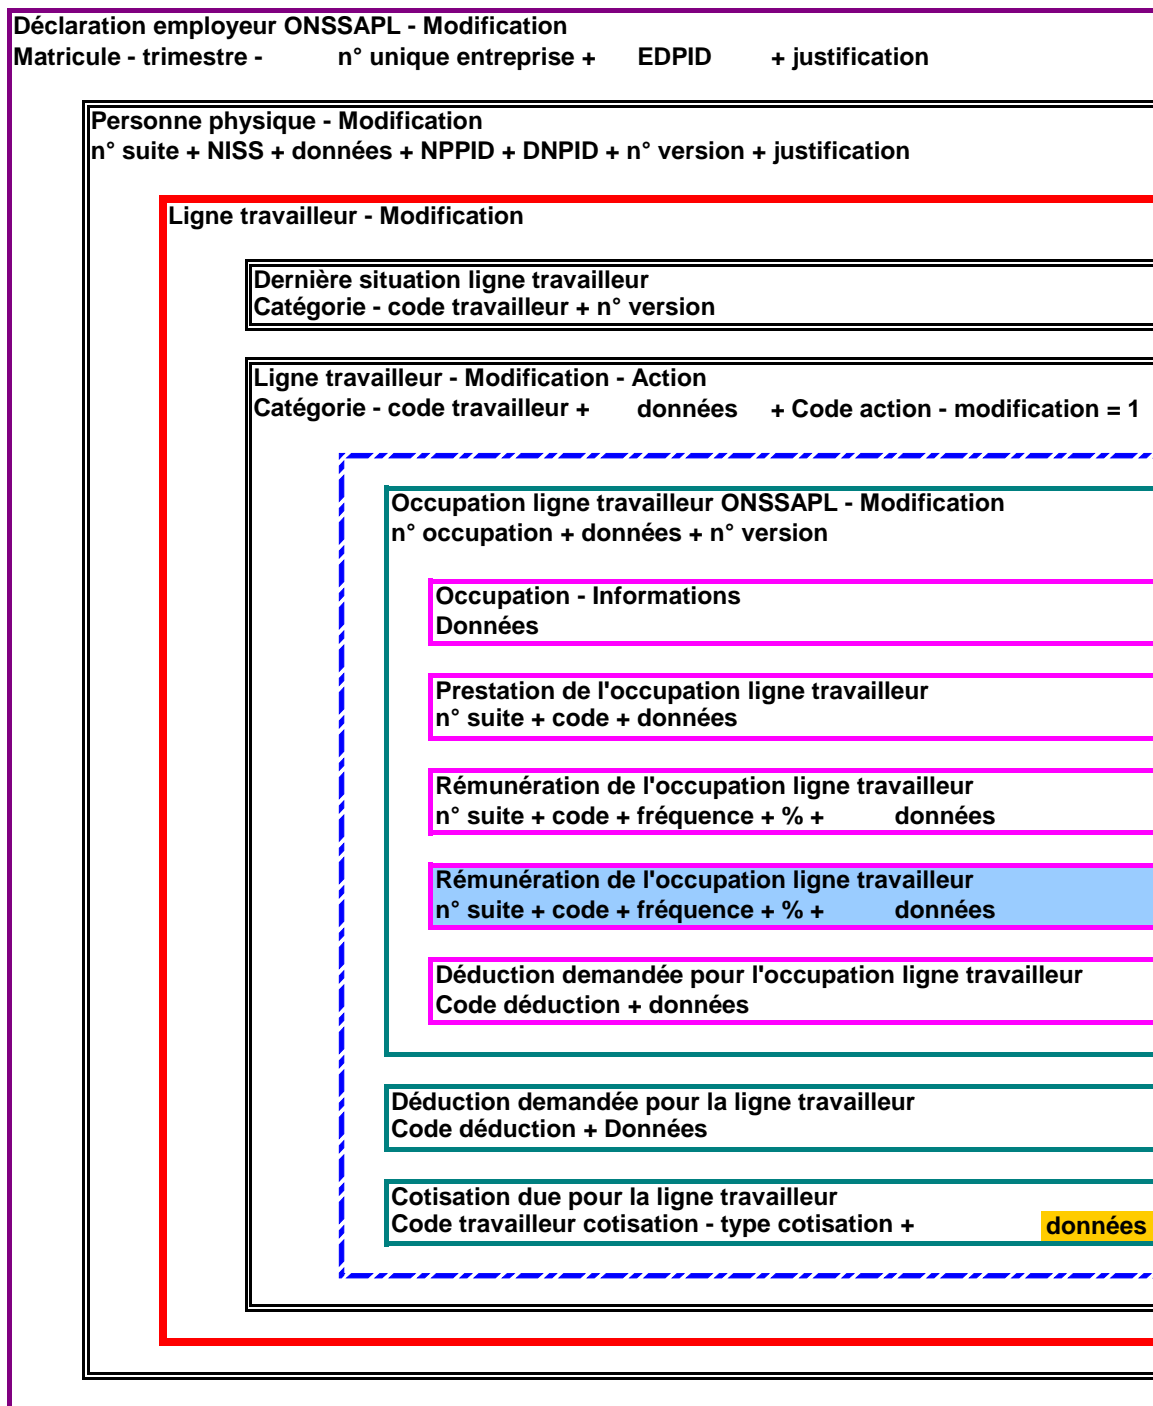 Déclaration employeur ONSSAPL - Modification
Matricule - trimestre - n° unique entreprise + EDPID + justification
Personne physique - Modification
n° suite + NISS + données + NPPID + DNPID + n° version + justification
Ligne travailleur - Modification
Dernière situation ligne travailleur
Catégorie - code travailleur + n° version
Ligne travailleur - Modification - Action
Catégorie - code travailleur + données + Code action - modification = 1
Occupation ligne travailleur ONSSAPL - Modification
n° occupation + données + n° version
Occupation - Informations
Données
Prestation de l'occupation ligne travailleur
n° suite + code + données
Rémunération de l'occupation ligne travailleur
n° suite + code + fréquence + % + données
Rémunération de l'occupation ligne travailleur
n° suite + code + fréquence + % + données
Déduction demandée pour l'occupation ligne travailleur
Code déduction + données
Déduction demandée pour la ligne travailleur
Code déduction + Données
Cotisation due pour la ligne travailleur
Code travailleur cotisation - type cotisation + données